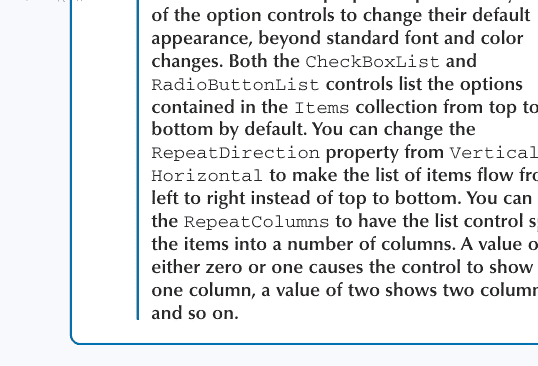 of the option controls to change their default
appearance, beyond standard font and color
changes. Both the CheckBoxList and
RadioButtonList controls list the options
contained in the Items collection from top to
bottom by default. You can change the
RepeatDirection property from Vertical
Horizontal to make the list of items flow fr
left to right instead of top to bottom. You can
the RepeatColumns to have the list control s
the items into a number of columns. A value o
either zero or one causes the control to show
one column, a value of two shows two column
and so on.